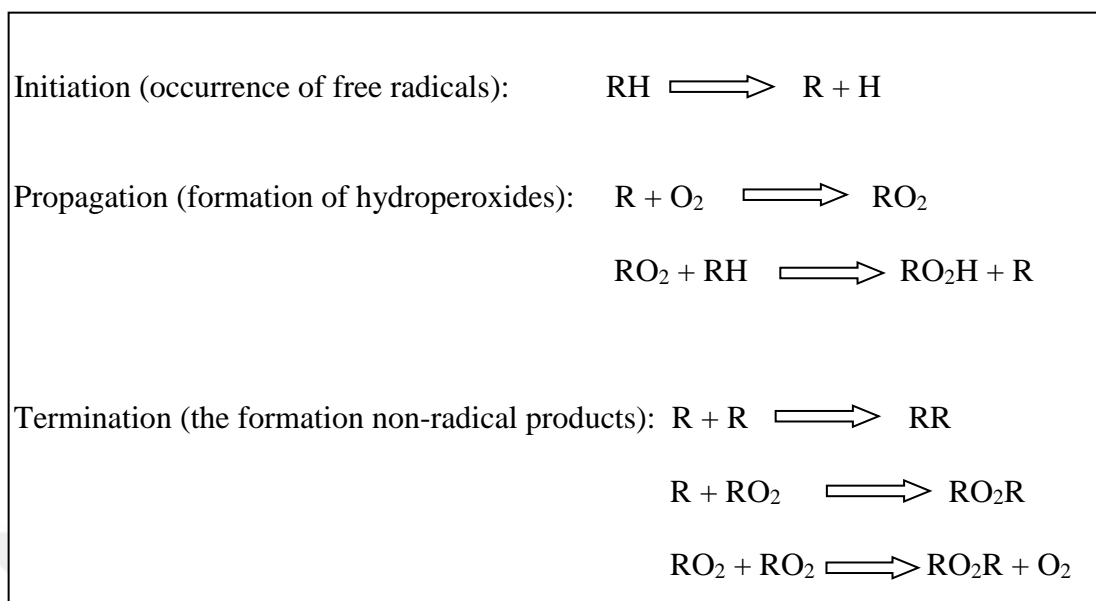 Initiation (occurrence of free radicals): RH ⟹ R + H
Propagation (formation of hydroperoxides): R + O₂ ⟹ RO₂
RO₂ + RH ⟹ RO₂H + R
Termination (the formation non-radical products): R + R ⟹ RR
R + RO₂ ⟹ RO₂R
RO₂ + RO₂ ⟹ RO₂R + O₂